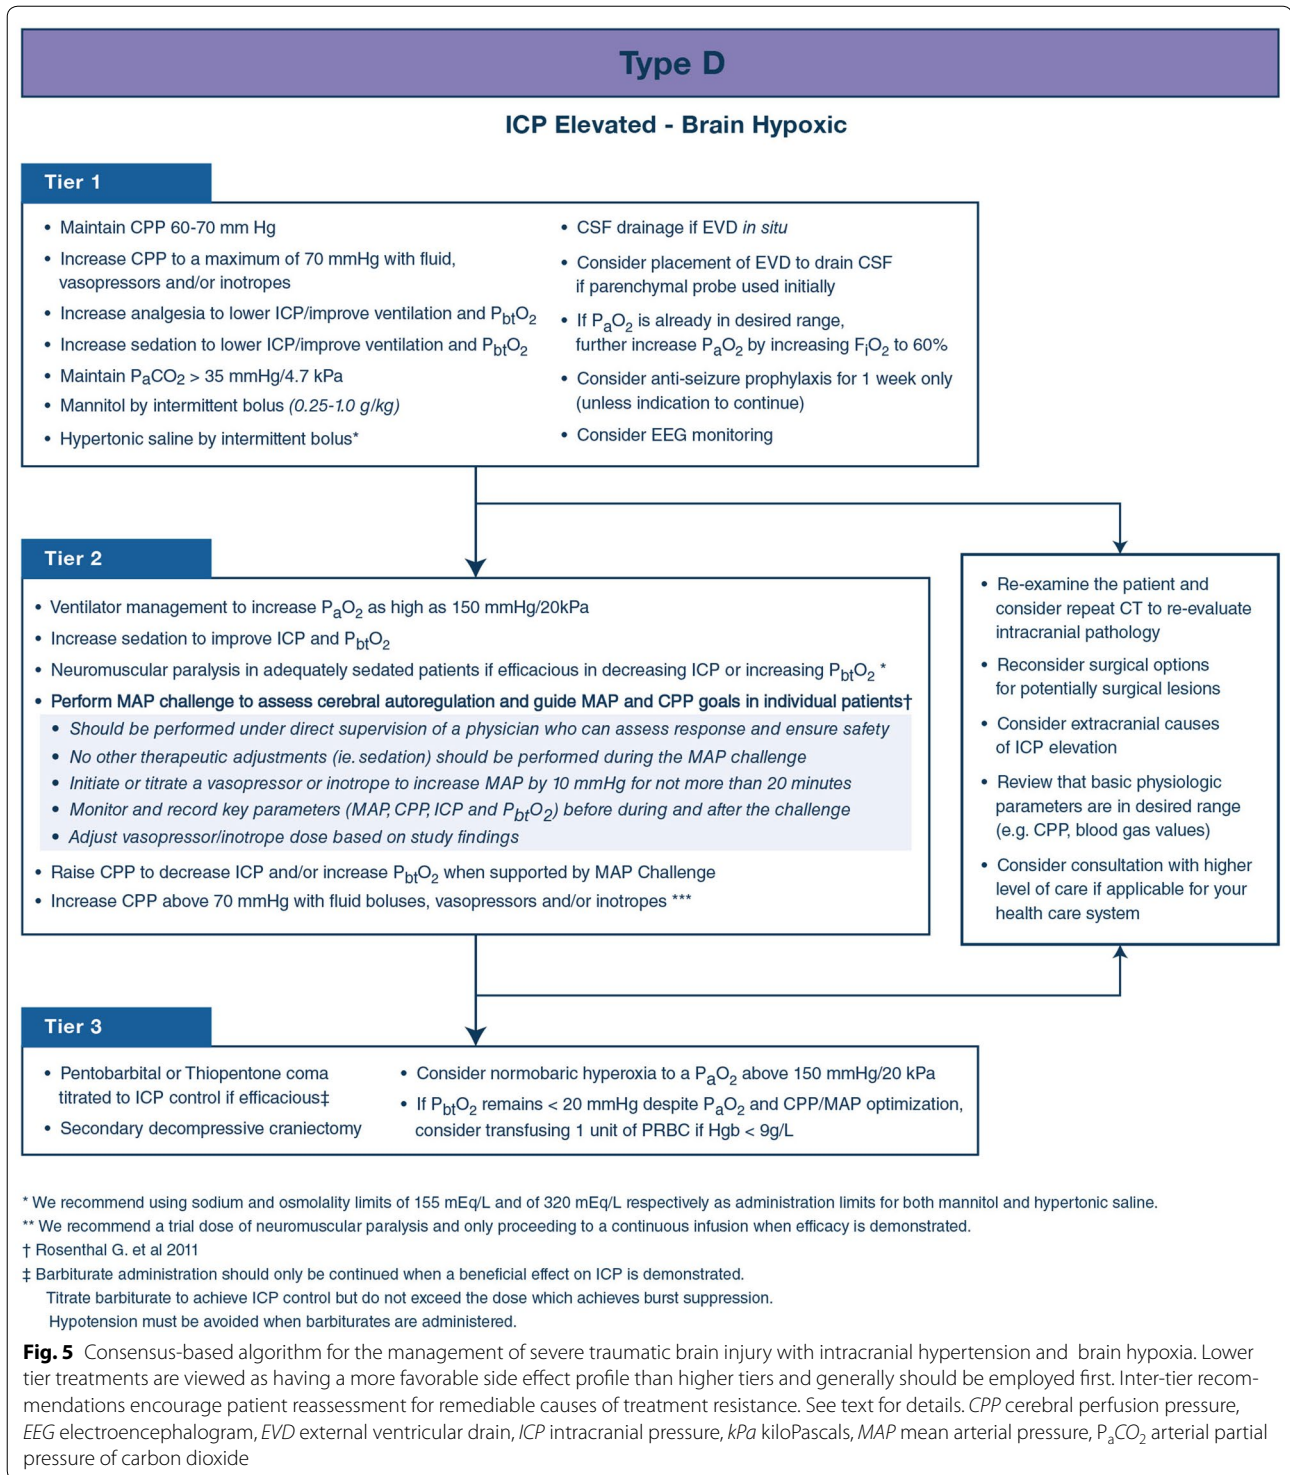 Type D
ICP Elevated - Brain Hypoxic
Tier 1
• Maintain CPP 60-70 mm Hg
• Increase CPP to a maximum of 70 mmHg with fluid,
vasopressors and/or inotropes
• Increase analgesia to lower ICP/improve ventilation and PbtO2
• Increase sedation to lower ICP/improve ventilation and PbtO2
• Maintain PaCO2 > 35 mmHg/4.7 kPa
• Mannitol by intermittent bolus (0.25-1.0 g/kg)
• Hypertonic saline by intermittent bolus*
• CSF drainage if EVD in situ
• Consider placement of EVD to drain CSF
if parenchymal probe used initially
• If PaO2 is already in desired range,
further increase PaO2 by increasing FiO2 to 60%
• Consider anti-seizure prophylaxis for 1 week only
(unless indication to continue)
• Consider EEG monitoring
Tier 2
• Ventilator management to increase PaO2 as high as 150 mmHg/20kPa
• Increase sedation to improve ICP and PbtO2
• Neuromuscular paralysis in adequately sedated patients if efficacious in decreasing ICP or increasing PbtO2 *
• Perform MAP challenge to assess cerebral autoregulation and guide MAP and CPP goals in individual patients†
• Should be performed under direct supervision of a physician who can assess response and ensure safety
• No other therapeutic adjustments (ie. sedation) should be performed during the MAP challenge
• Initiate or titrate a vasopressor or inotrope to increase MAP by 10 mmHg for not more than 20 minutes
• Monitor and record key parameters (MAP, CPP, ICP and PbtO2) before during and after the challenge
• Adjust vasopressor/inotrope dose based on study findings
• Raise CPP to decrease ICP and/or increase PbtO2 when supported by MAP Challenge
• Increase CPP above 70 mmHg with fluid boluses, vasopressors and/or inotropes ***
• Re-examine the patient and
consider repeat CT to re-evaluate
intracranial pathology
• Reconsider surgical options
for potentially surgical lesions
• Consider extracranial causes
of ICP elevation
• Review that basic physiologic
parameters are in desired range
(e.g. CPP, blood gas values)
• Consider consultation with higher
level of care if applicable for your
health care system
Tier 3
• Pentobarbital or Thiopentone coma
titrated to ICP control if efficacious‡
• Secondary decompressive craniectomy
• Consider normobaric hyperoxia to a PaO2 above 150 mmHg/20 kPa
• If PbtO2 remains < 20 mmHg despite PaO2 and CPP/MAP optimization,
consider transfusing 1 unit of PRBC if Hgb < 9g/L
* We recommend using sodium and osmolality limits of 155 mEq/L and of 320 mEq/L respectively as administration limits for both mannitol and hypertonic saline.
** We recommend a trial dose of neuromuscular paralysis and only proceeding to a continuous infusion when efficacy is demonstrated.
† Rosenthal G. et al 2011
‡ Barbiturate administration should only be continued when a beneficial effect on ICP is demonstrated.
Titrate barbiturate to achieve ICP control but do not exceed the dose which achieves burst suppression.
Hypotension must be avoided when barbiturates are administered.
Fig. 5 Consensus-based algorithm for the management of severe traumatic brain injury with intracranial hypertension and brain hypoxia. Lower
tier treatments are viewed as having a more favorable side effect profile than higher tiers and generally should be employed first. Inter-tier recom-
mendations encourage patient reassessment for remediable causes of treatment resistance. See text for details. CPP cerebral perfusion pressure,
EEG electroencephalogram, EVD external ventricular drain, ICP intracranial pressure, kPa kiloPascals, MAP mean arterial pressure, PaCO2 arterial partial
pressure of carbon dioxide